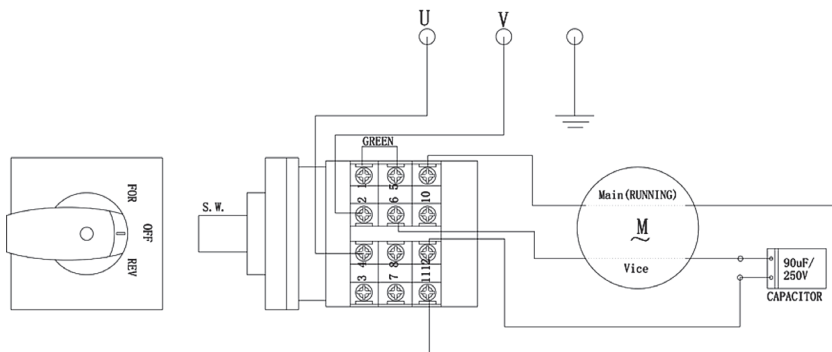 U
V
GREEN
1
5
10
2
6
4
8
12
3
7
11
S.W.
FOR
OFF
REV
Main(RUNNING)
M
~
Vice
90uF/
250V
CAPACITOR